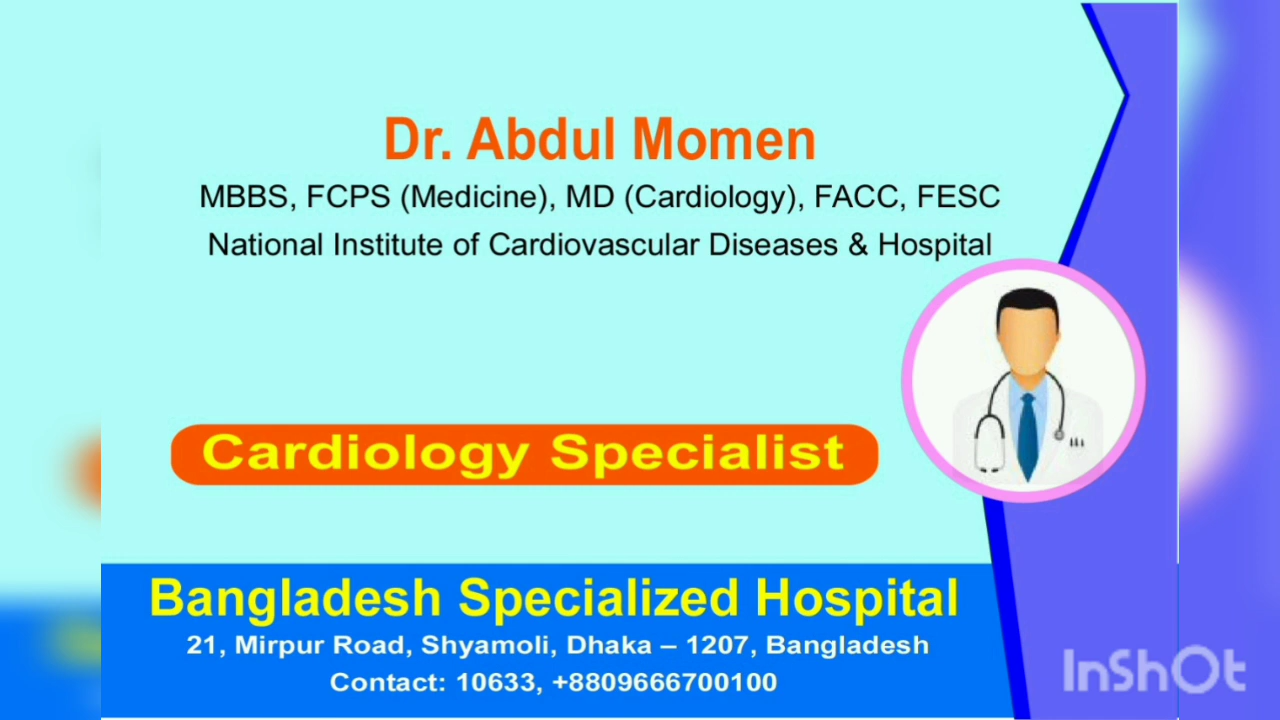 Dr. Abdul Momen
MBBS, FCPS (Medicine), MD (Cardiology), FACC, FESC
National Institute of Cardiovascular Diseases & Hospital
Cardiology Specialist
Bangladesh Specialized Hospital
21, Mirpur Road, Shyamoli, Dhaka – 1207, Bangladesh
Contact: 10633, +8809666700100
InShOt